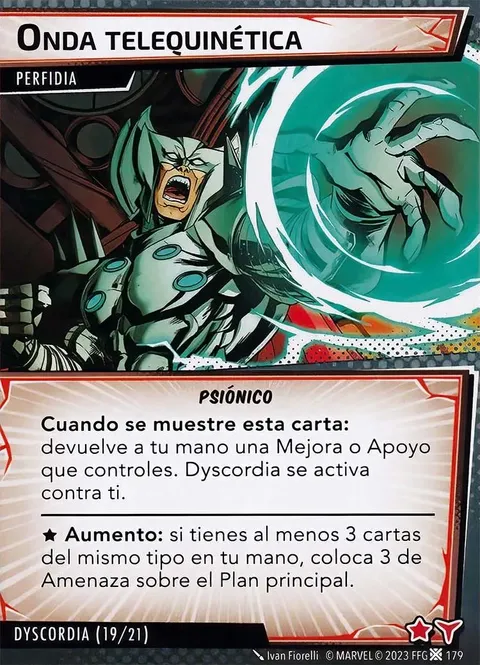 Onda telequinética
PERFIDIA
PSIÓNICO
Cuando se muestre esta carta:
devuelve a tu mano una Mejora o Apoyo
que controles. Dyscordia se activa
contra ti.
★ Aumento: si tienes al menos 3 cartas
del mismo tipo en tu mano, coloca 3 de
Amenaza sobre el Plan principal.
DYSCORDIA (19/21)
Ivan Fiorelli © MARVEL © 2023 FFG 179